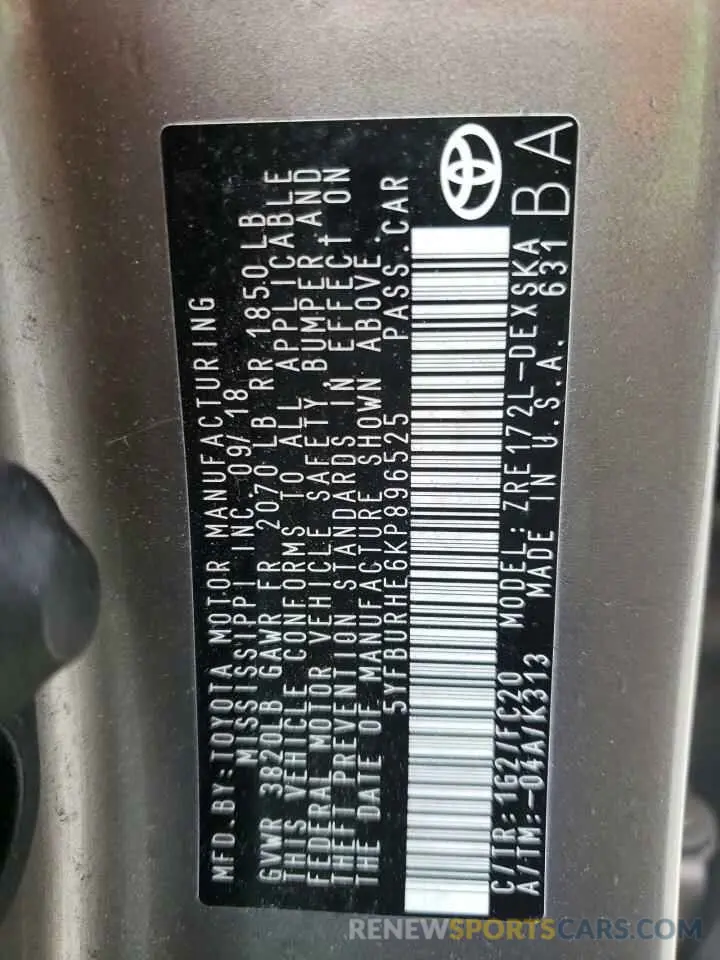 MFD.BY:TOYOTA MOTOR MANUFACTURING
MISSISSIPPI INC. 09/18
GVWR 3820LB GAWR FR 2070 LB RR 1850 LB
THIS VEHICLE CONFORMS TO ALL APPLICABLE
FEDERAL MOTOR VEHICLE SAFETY, BUMPER AND
THEFT PREVENTION STANDARDS IN EFFECT ON
THE DATE OF MANUFACTURE SHOWN ABOVE.
5YFBURHE6KP896525 PASS.CAR
C/TR:1G2/FC20 MODEL:ZRE172L-DEXSKA
A/TM:-04A/K313 MADE IN U.S.A. 631
BA
RENEWSPORTSCARS.COM